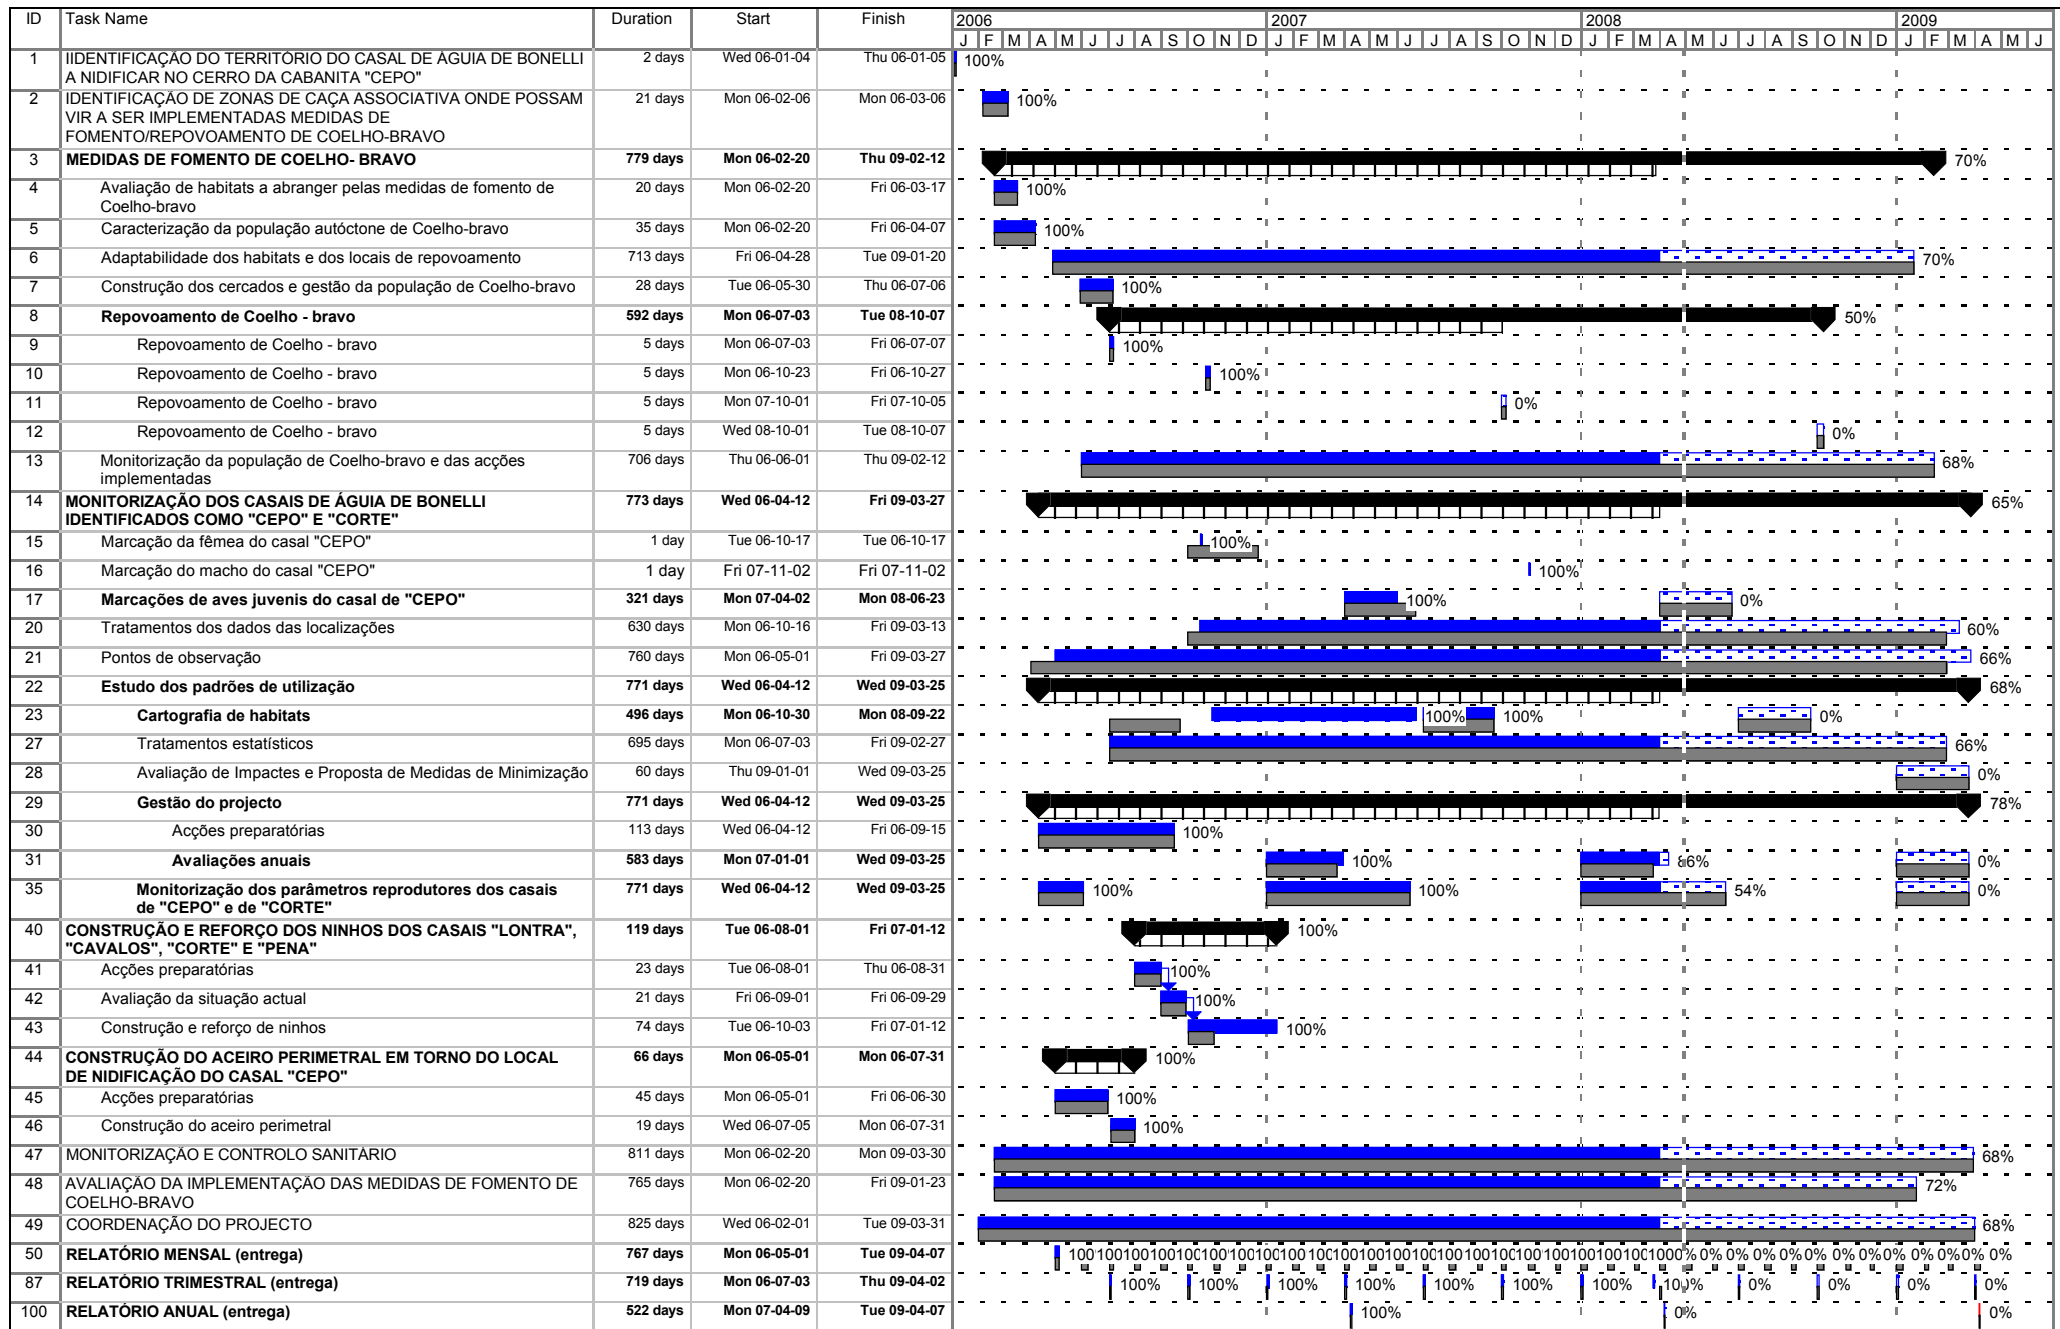 ID Task Name Duration Start Finish 2006 2007 2008 2009
J F M A M J J A S O N D J F M A M J J A S O N D J F M A M J J A S O N D J F M A M J
1 IIDENTIFICAÇÃO DO TERRITÓRIO DO CASAL DE ÁGUIA DE BONELLI 2 days Wed 06-01-04 Thu 06-01-05 100%
A NIDIFICAR NO CERRO DA CABANITA "CEPO"
2 IDENTIFICAÇÃO DE ZONAS DE CAÇA ASSOCIATIVA ONDE POSSAM 21 days Mon 06-02-06 Mon 06-03-06 100%
VIR A SER IMPLEMENTADAS MEDIDAS DE
FOMENTO/REPOVOAMENTO DE COELHO-BRAVO
3 MEDIDAS DE FOMENTO DE COELHO- BRAVO 779 days Mon 06-02-20 Thu 09-02-12 70%
4 Avaliação de habitats a abranger pelas medidas de fomento de 20 days Mon 06-02-20 Fri 06-03-17 100%
Coelho-bravo
5 Caracterização da população autóctone de Coelho-bravo 35 days Mon 06-02-20 Fri 06-04-07 100%
6 Adaptabilidade dos habitats e dos locais de repovoamento 713 days Fri 06-04-28 Tue 09-01-20 70%
7 Construção dos cercados e gestão da população de Coelho-bravo 28 days Tue 06-05-30 Thu 06-07-06 100%
8 Repovoamento de Coelho - bravo 592 days Mon 06-07-03 Tue 08-10-07 50%
9 Repovoamento de Coelho - bravo 5 days Mon 06-07-03 Fri 06-07-07 100%
10 Repovoamento de Coelho - bravo 5 days Mon 06-10-23 Fri 06-10-27 100%
11 Repovoamento de Coelho - bravo 5 days Mon 07-10-01 Fri 07-10-05 0%
12 Repovoamento de Coelho - bravo 5 days Wed 08-10-01 Tue 08-10-07 0%
13 Monitorização da população de Coelho-bravo e das acções 706 days Thu 06-06-01 Thu 09-02-12 68%
implementadas
14 MONITORIZAÇÃO DOS CASAIS DE ÁGUIA DE BONELLI 773 days Wed 06-04-12 Fri 09-03-27 65%
IDENTIFICADOS COMO "CEPO" E "CORTE"
15 Marcação da fêmea do casal "CEPO" 1 day Tue 06-10-17 Tue 06-10-17 100%
16 Marcação do macho do casal "CEPO" 1 day Fri 07-11-02 Fri 07-11-02 100%
17 Marcações de aves juvenis do casal de "CEPO" 321 days Mon 07-04-02 Mon 08-06-23 100% 0%
20 Tratamentos dos dados das localizações 630 days Mon 06-10-16 Fri 09-03-13 60%
21 Pontos de observação 760 days Mon 06-05-01 Fri 09-03-27 66%
22 Estudo dos padrões de utilização 771 days Wed 06-04-12 Wed 09-03-25 68%
23 Cartografia de habitats 496 days Mon 06-10-30 Mon 08-09-22 100% 100% 0%
27 Tratamentos estatísticos 695 days Mon 06-07-03 Fri 09-02-27 66%
28 Avaliação de Impactes e Proposta de Medidas de Minimização 60 days Thu 09-01-01 Wed 09-03-25 0%
29 Gestão do projecto 771 days Wed 06-04-12 Wed 09-03-25 78%
30 Acções preparatórias 113 days Wed 06-04-12 Fri 06-09-15 100%
31 Avaliações anuais 583 days Mon 07-01-01 Wed 09-03-25 100% 0%
35 Monitorização dos parâmetros reprodutores dos casais 771 days Wed 06-04-12 Wed 09-03-25 100% 100% 54% 0%
de "CEPO" e de "CORTE"
40 CONSTRUÇÃO E REFORÇO DOS NINHOS DOS CASAIS "LONTRA", 119 days Tue 06-08-01 Fri 07-01-12 100%
"CAVALOS", "CORTE" E "PENA"
41 Acções preparatórias 23 days Tue 06-08-01 Thu 06-08-31 100%
42 Avaliação da situação actual 21 days Fri 06-09-01 Fri 06-09-29 100%
43 Construção e reforço de ninhos 74 days Tue 06-10-03 Fri 07-01-12 100%
44 CONSTRUÇÃO DO ACEIRO PERIMETRAL EM TORNO DO LOCAL 66 days Mon 06-05-01 Mon 06-07-31 100%
DE NIDIFICAÇÃO DO CASAL "CEPO"
45 Acções preparatórias 45 days Mon 06-05-01 Fri 06-06-30 100%
46 Construção do aceiro perimetral 19 days Wed 06-07-05 Mon 06-07-31 100%
47 MONITORIZAÇÃO E CONTROLO SANITÁRIO 811 days Mon 06-02-20 Mon 09-03-30 68%
48 AVALIAÇÃO DA IMPLEMENTAÇÃO DAS MEDIDAS DE FOMENTO DE 765 days Mon 06-02-20 Fri 09-01-23 72%
COELHO-BRAVO
49 COORDENAÇÃO DO PROJECTO 825 days Wed 06-02-01 Tue 09-03-31 68%
50 RELATÓRIO MENSAL (entrega) 767 days Mon 06-05-01 Tue 09-04-07 0% 0% 0% 0% 0% 0% 0% 0% 0% 0% 0% 0%
87 RELATÓRIO TRIMESTRAL (entrega) 719 days Mon 06-07-03 Thu 09-04-02 100% 100% 100% 100% 100% 100% 100% 0% 0% 0% 0%
100 RELATÓRIO ANUAL (entrega) 522 days Mon 07-04-09 Tue 09-04-07 100% 0% 0%